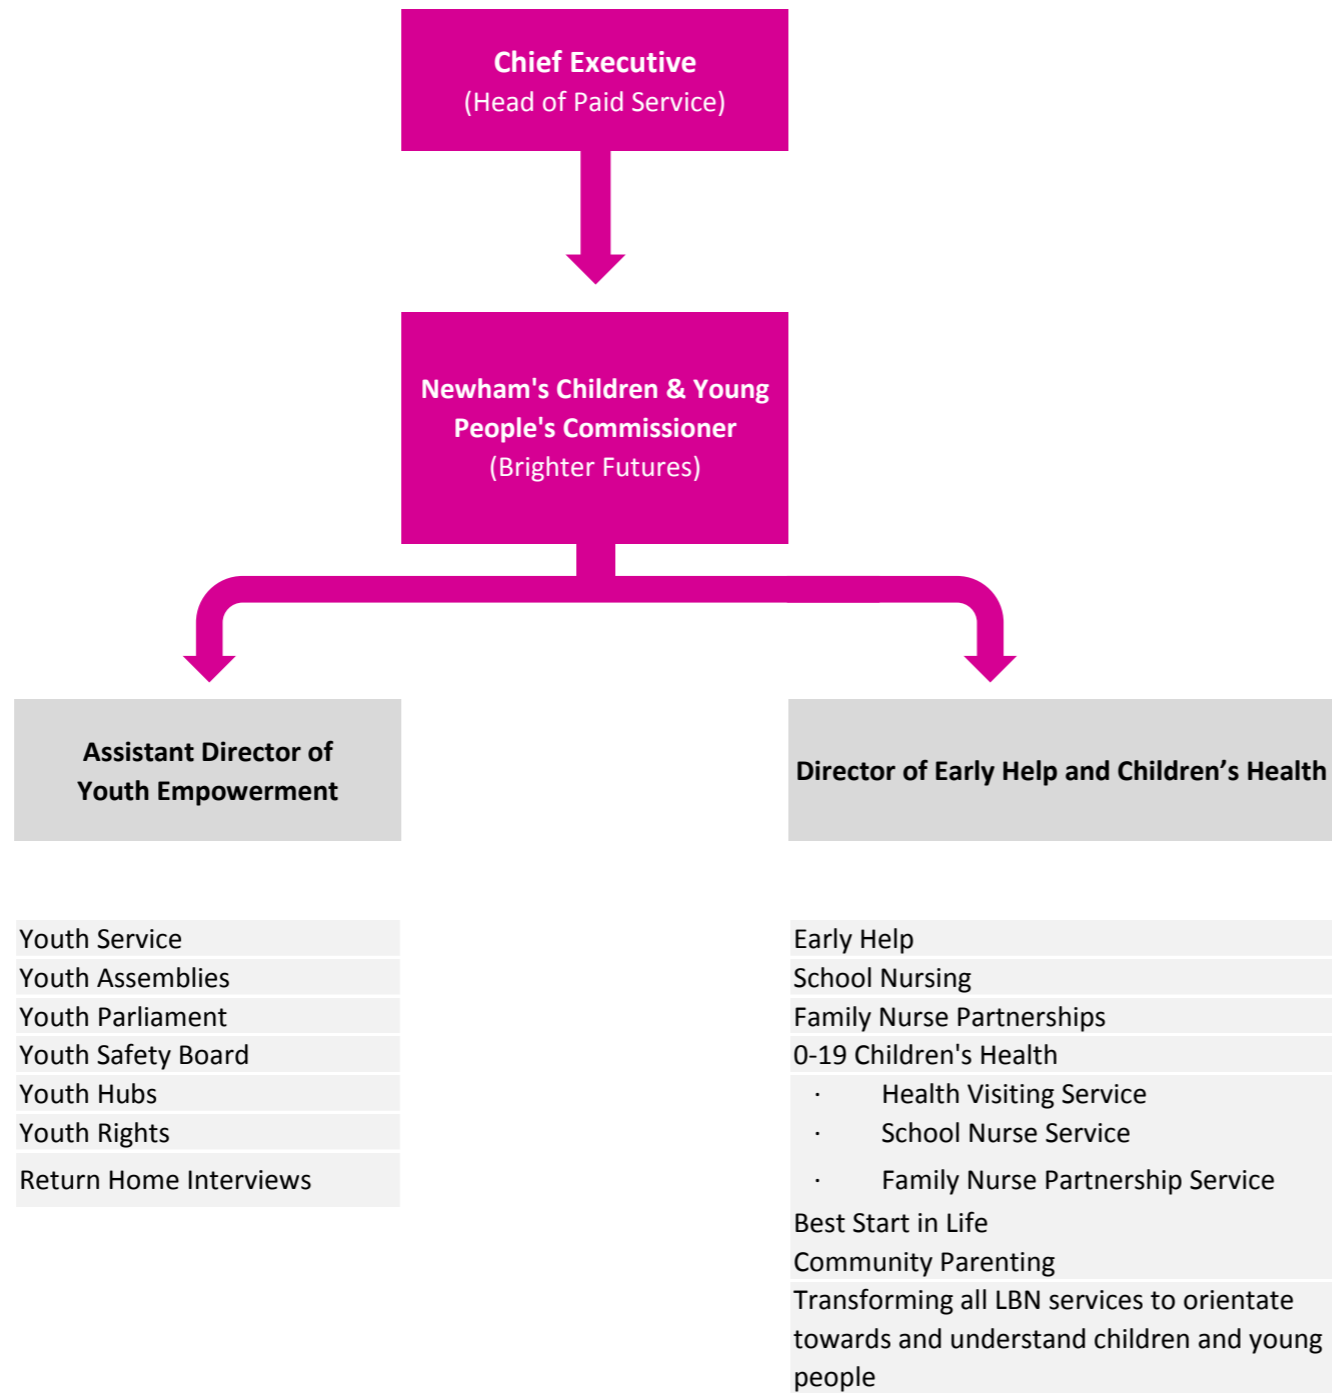 Chief Executive
(Head of Paid Service)
Newham's Children & Young
People's Commissioner
(Brighter Futures)
Assistant Director of
Youth Empowerment
Director of Early Help and Children’s Health
Youth Service
Youth Assemblies
Youth Parliament
Youth Safety Board
Youth Hubs
Youth Rights
Return Home Interviews
Early Help
School Nursing
Family Nurse Partnerships
0-19 Children's Health
· Health Visiting Service
· School Nurse Service
· Family Nurse Partnership Service
Best Start in Life
Community Parenting
Transforming all LBN services to orientate
towards and understand children and young
people